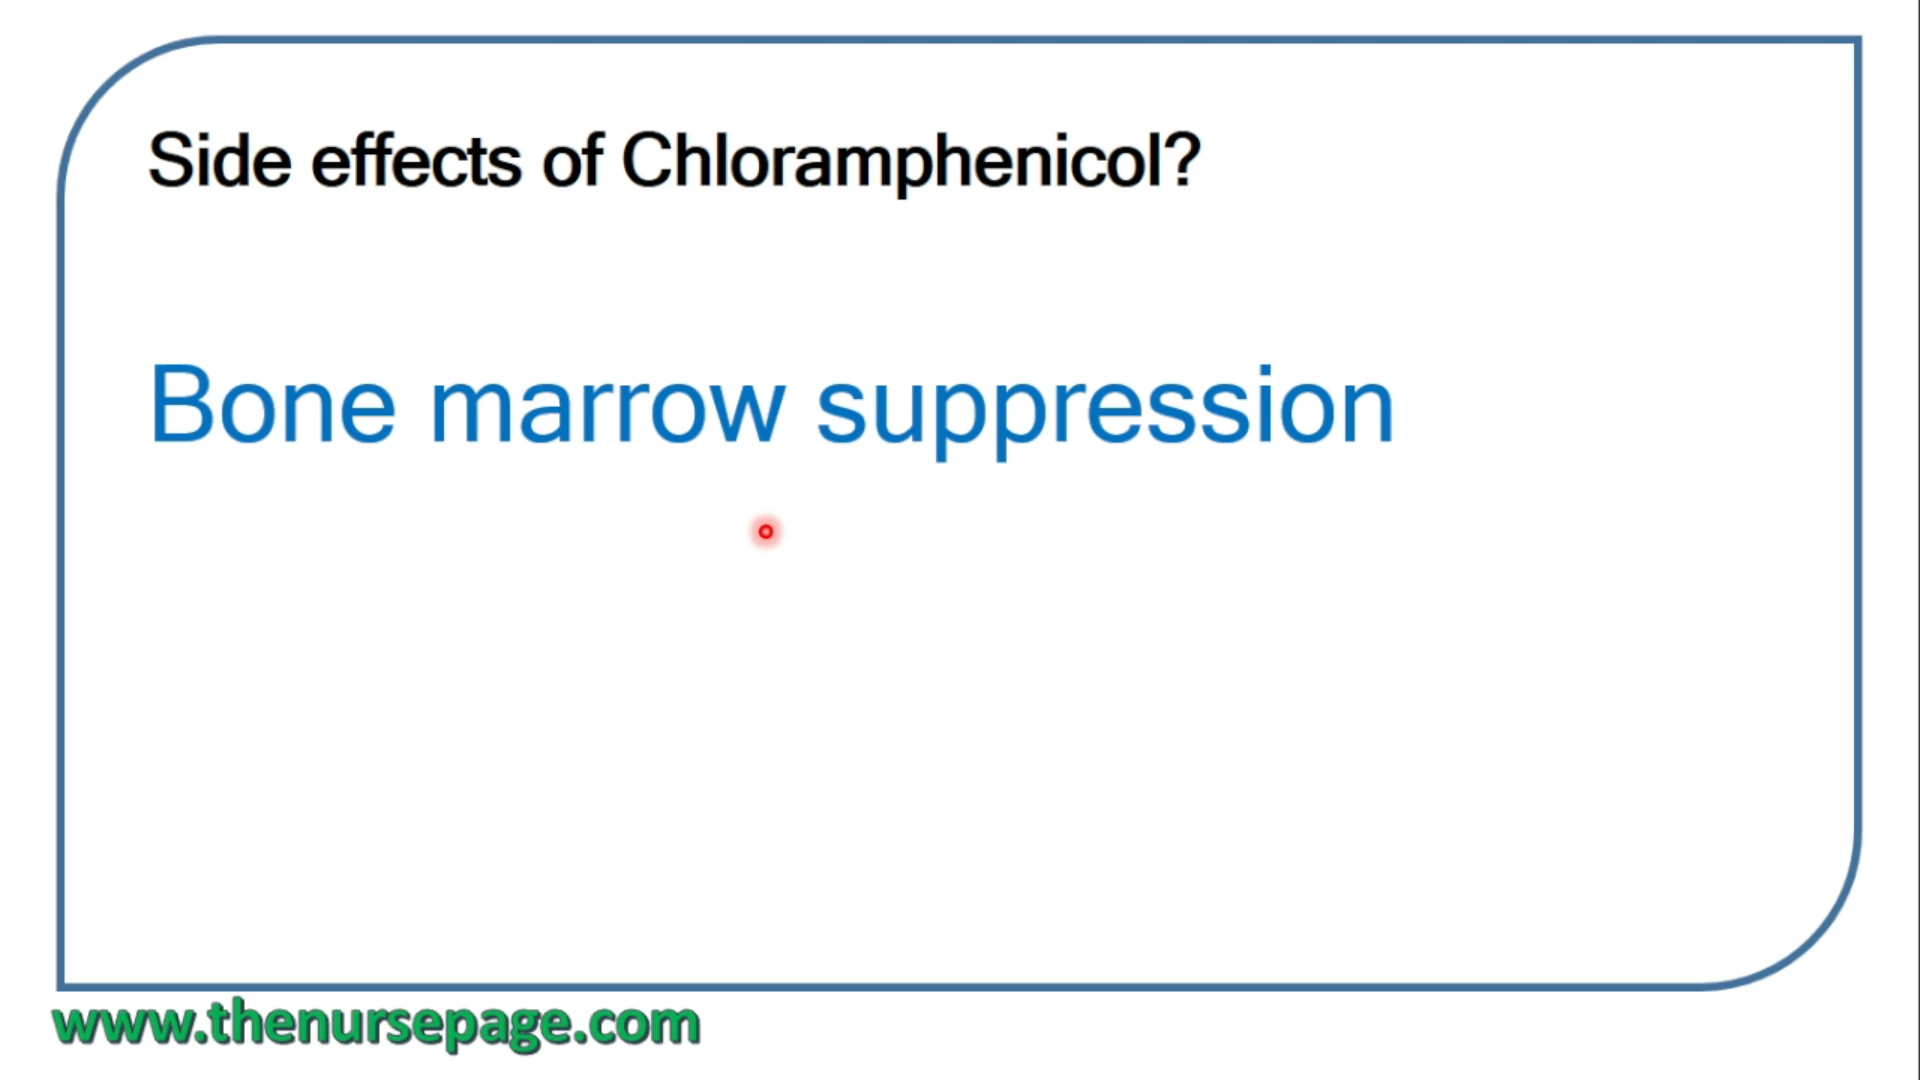 Side effects of Chloramphenicol?
Bone marrow suppression
www.thenursepage.com